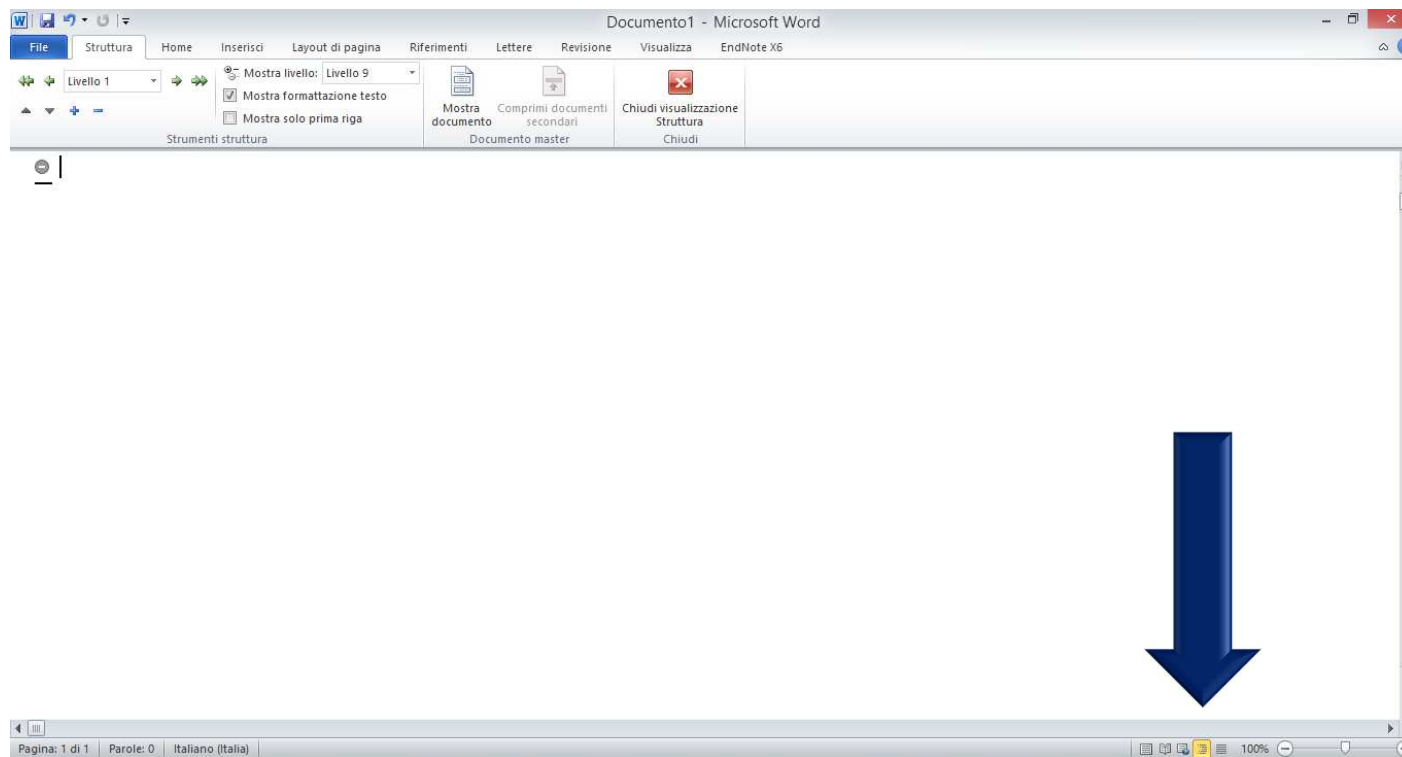 Documento1 - Microsoft Word
File Struttura Home Inserisci Layout di pagina Riferimenti Lettere Revisione Visualizza EndNote X6
Livello 1
Mostra livello: Livello 9
Mostra formattazione testo
Mostra solo prima riga
Strumenti struttura
Mostra documento
Comprimi documenti secondari
Documento master
Chiudi visualizzazione Struttura
Chiudi
Pagina: 1 di 1 Parole: 0 Italiano (Italia) 100%